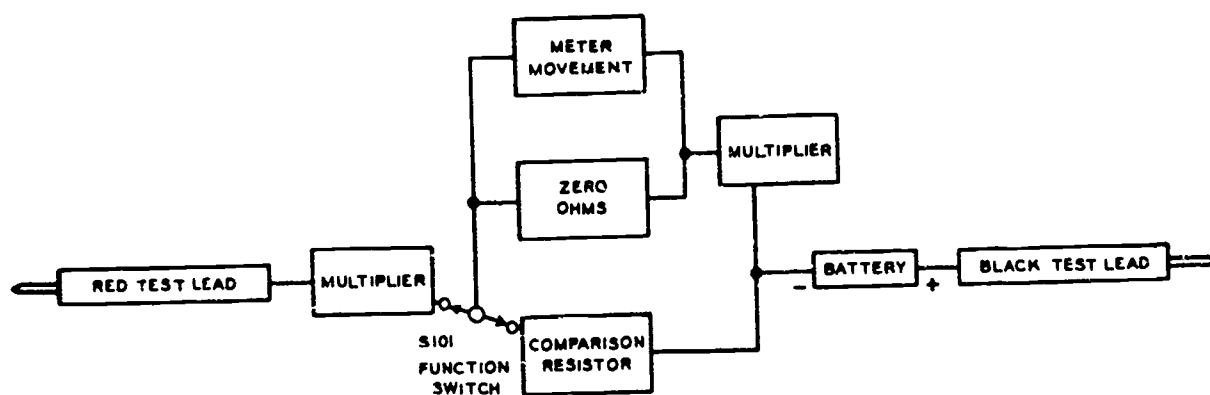 METER
MOVEMENT
MULTIPLIER
ZERO
OHMS
RED TEST LEAD
MULTIPLIER
BATTERY
BLACK TEST LEAD
-
+
S101
FUNCTION
SWITCH
COMPARISON
RESISTOR